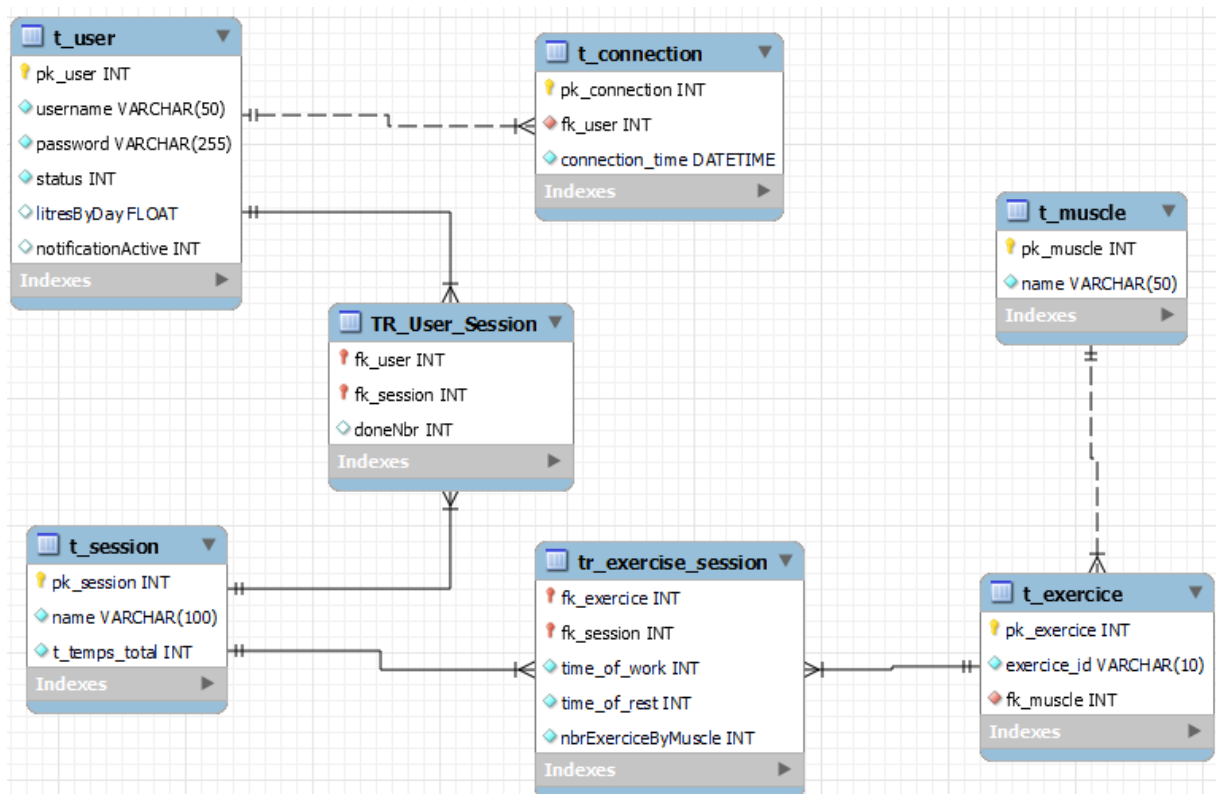 t_user
pk_user INT
username VARCHAR(50)
password VARCHAR(255)
status INT
litresByDay FLOAT
notificationActive INT
Indexes
t_connection
pk_connection INT
fk_user INT
connection_time DATETIME
Indexes
t_muscle
pk_muscle INT
name VARCHAR(50)
Indexes
TR_User_Session
fk_user INT
fk_session INT
doneNbr INT
Indexes
t_session
pk_session INT
name VARCHAR(100)
t_temps_total INT
Indexes
tr_exercise_session
fk_exercice INT
fk_session INT
time_of_work INT
time_of_rest INT
nbrExerciceByMuscle INT
Indexes
t_exercice
pk_exercice INT
exercice_id VARCHAR(10)
fk_muscle INT
Indexes